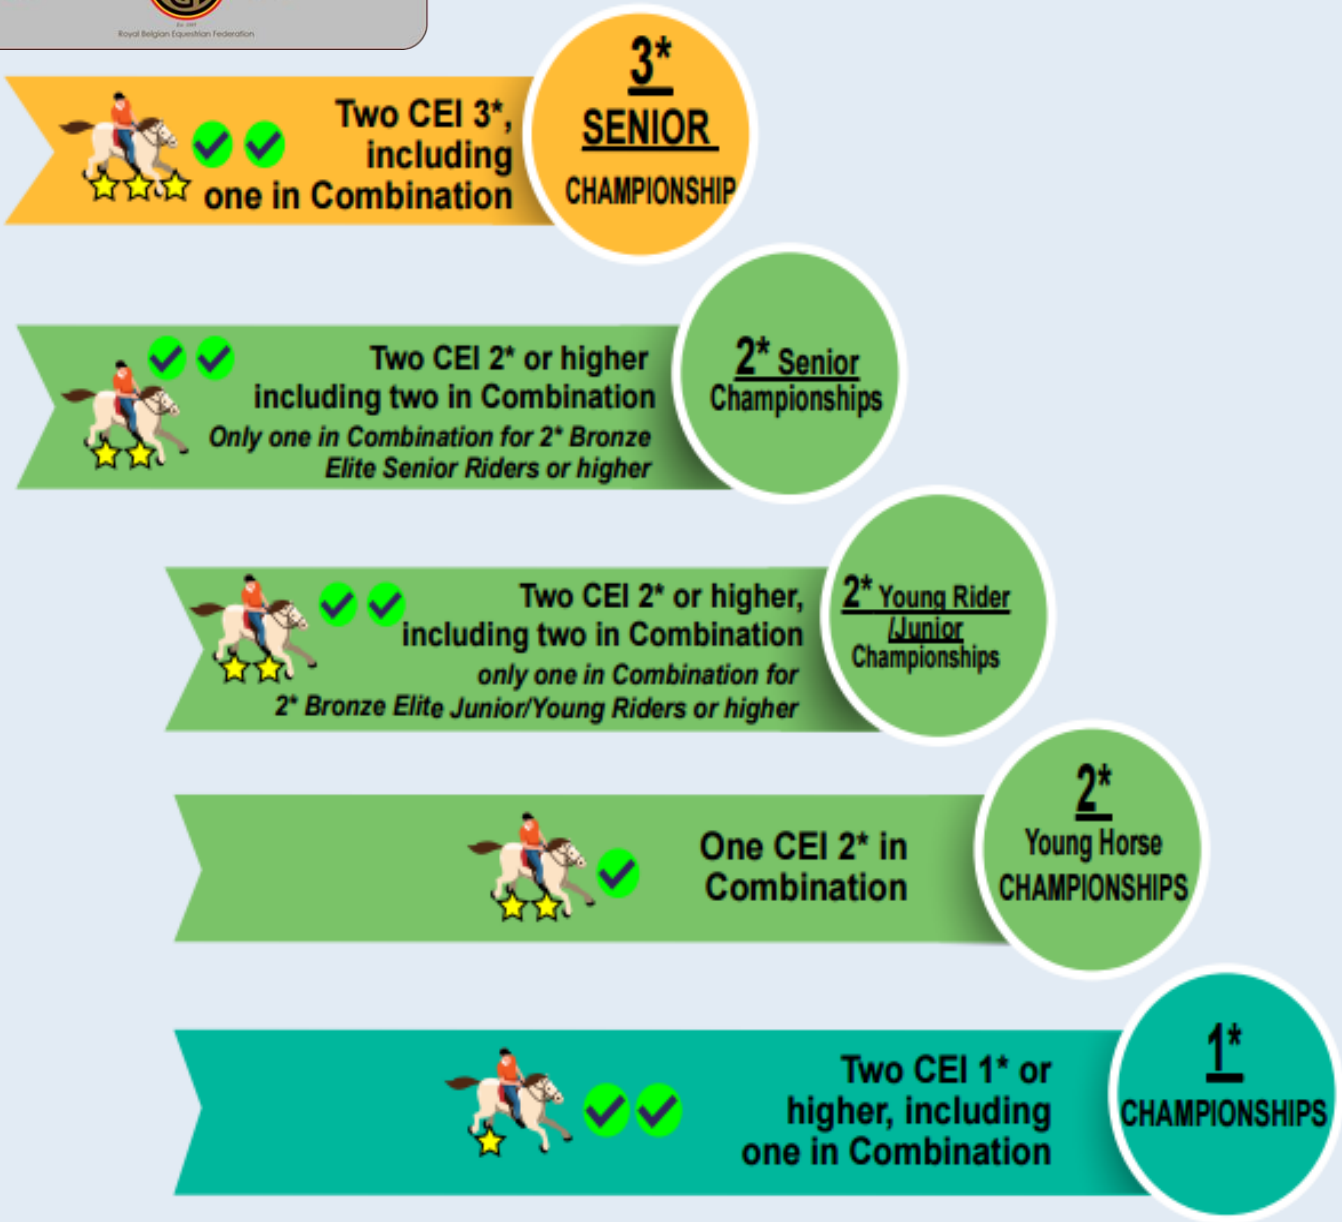 Est. 1895
Royal Belgian Equestrian Federation
Two CEI 3*,
including
one in Combination
3*
SENIOR
CHAMPIONSHIP
Two CEI 2* or higher
including two in Combination
Only one in Combination for 2* Bronze
Elite Senior Riders or higher
2* Senior
Championships
Two CEI 2* or higher,
including two in Combination
only one in Combination for
2* Bronze Elite Junior/Young Riders or higher
2* Young Rider
/Junior
Championships
One CEI 2* in
Combination
2*
Young Horse
CHAMPIONSHIPS
Two CEI 1* or
higher, including
one in Combination
1*
CHAMPIONSHIPS